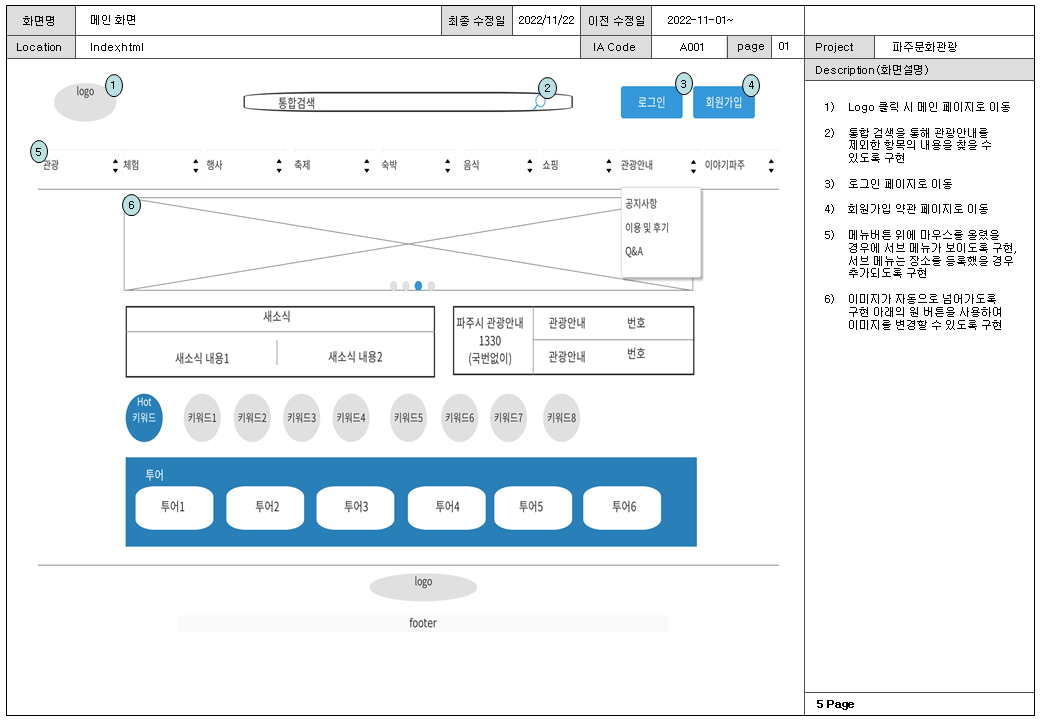 화면명 메인 화면 최종 수정일 2022/11/22 이전 수정일 2022-11-01~
Location Index.html IA Code A001 page 01 Project 파주문화관광
Description(화면설명)
logo 1 통합검색 2 로그인 3 회원가입 4
5 관광 체험 행사 축제 숙박 음식 쇼핑 관광안내 이야기파주
6
공지사항
이용 및 후기
Q&A
새소식
새소식 내용1 새소식 내용2
파주시 관광안내
1330
(국번없이)
관광안내 번호
관광안내 번호
Hot
키워드
키워드1 키워드2 키워드3 키워드4 키워드5 키워드6 키워드7 키워드8
투어
투어1 투어2 투어3 투어4 투어5 투어6
logo
footer
1) Logo 클릭 시 메인 페이지로 이동
2) 통합 검색을 통해 관광안내를
제외한 항목의 내용을 찾을 수
있도록 구현
3) 로그인 페이지로 이동
4) 회원가입 약관 페이지로 이동
5) 메뉴버튼 위에 마우스를 올렸을
경우에 서브 메뉴가 보이도록 구현,
서브 메뉴는 장소를 등록했을 경우
추가되도록 구현
6) 이미지가 자동으로 넘어가도록
구현 아래의 원 버튼을 사용하여
이미지를 변경할 수 있도록 구현
5 Page